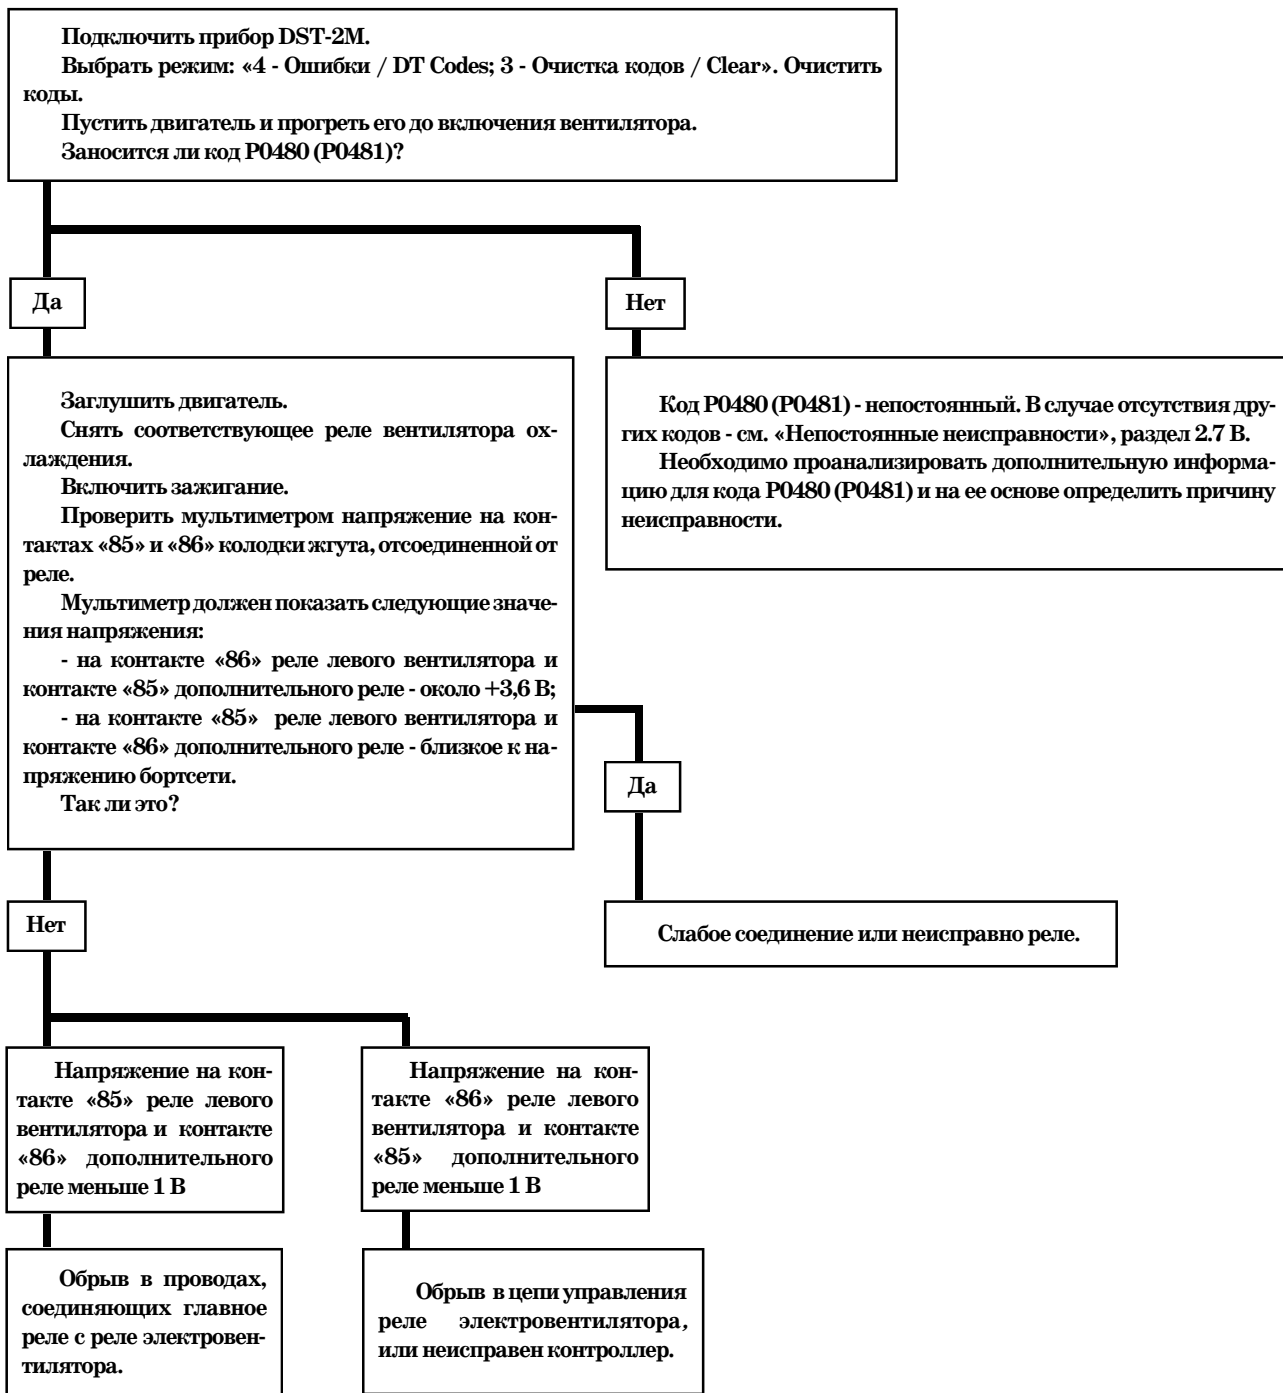 Подключить прибор DST-2M.
Выбрать режим: «4 - Ошибки / DT Codes; 3 - Очистка кодов / Clear». Очистить
коды.
Пустить двигатель и прогреть его до включения вентилятора.
Заносится ли код P0480 (P0481)?
Да
Нет
Заглушить двигатель.
Снять соответствующее реле вентилятора ох-
лаждения.
Включить зажигание.
Проверить мультиметром напряжение на кон-
тактах «85» и «86» колодки жгута, отсоединенной от
реле.
Мультиметр должен показать следующие значе-
ния напряжения:
- на контакте «86» реле левого вентилятора и
контакте «85» дополнительного реле - около +3,6 В;
- на контакте «85» реле левого вентилятора и
контакте «86» дополнительного реле - близкое к на-
пряжению бортсети.
Так ли это?
Код P0480 (P0481) - непостоянный. В случае отсутствия дру-
гих кодов - см. «Непостоянные неисправности», раздел 2.7 В.
Необходимо проанализировать дополнительную информа-
цию для кода P0480 (P0481) и на ее основе определить причину
неисправности.
Да
Нет
Слабое соединение или неисправно реле.
Напряжение на кон-
такте «85» реле левого
вентилятора и контакте
«86» дополнительного
реле меньше 1 В
Напряжение на кон-
такте «86» реле левого
вентилятора и контакте
«85» дополнительного
реле меньше 1 В
Обрыв в проводах,
соединяющих главное
реле с реле электровен-
тилятора.
Обрыв в цепи управления
реле электровентилятора,
или неисправен контроллер.